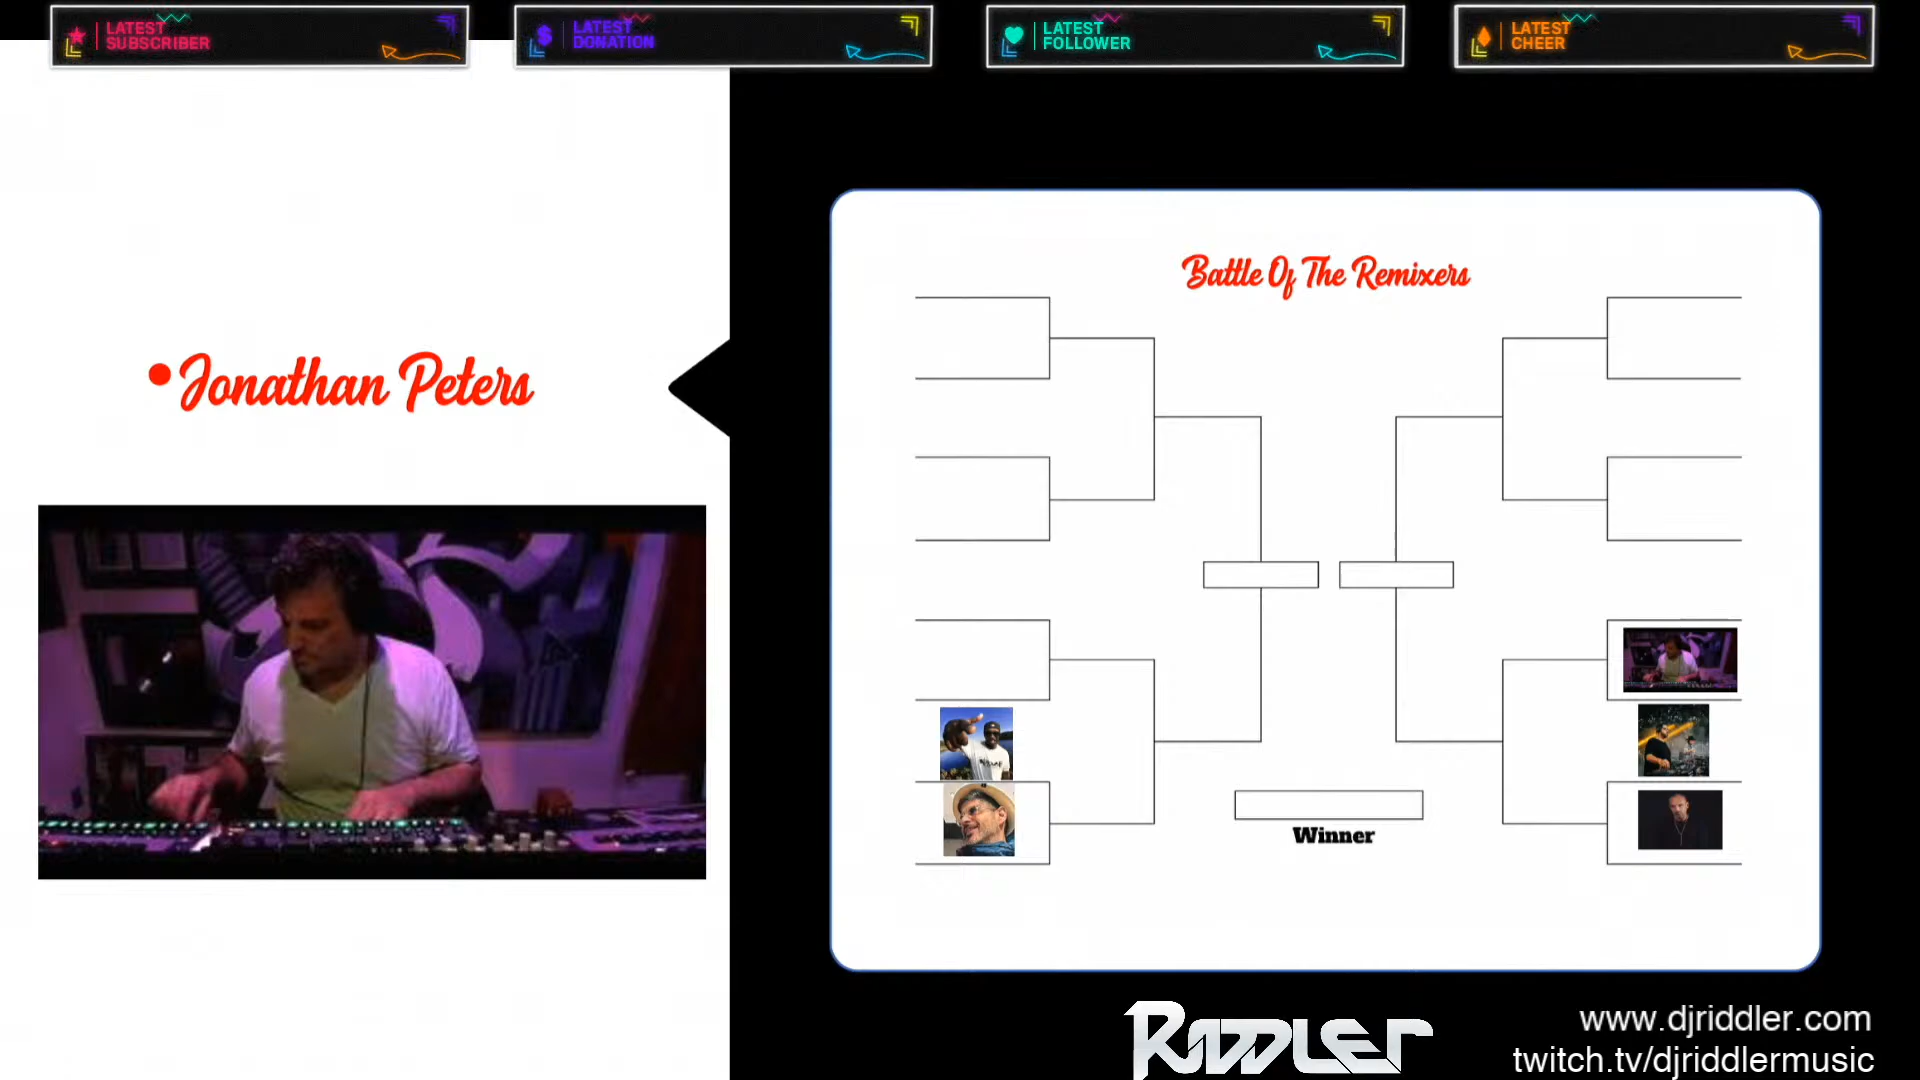 LATEST
SUBSCRIBER
LATEST
DONATION
LATEST
FOLLOWER
LATEST
CHEER
Battle Of The Remixers
•Jonathan Peters
Winner
RIDDLER
www.djriddler.com
twitch.tv/djriddlermusic